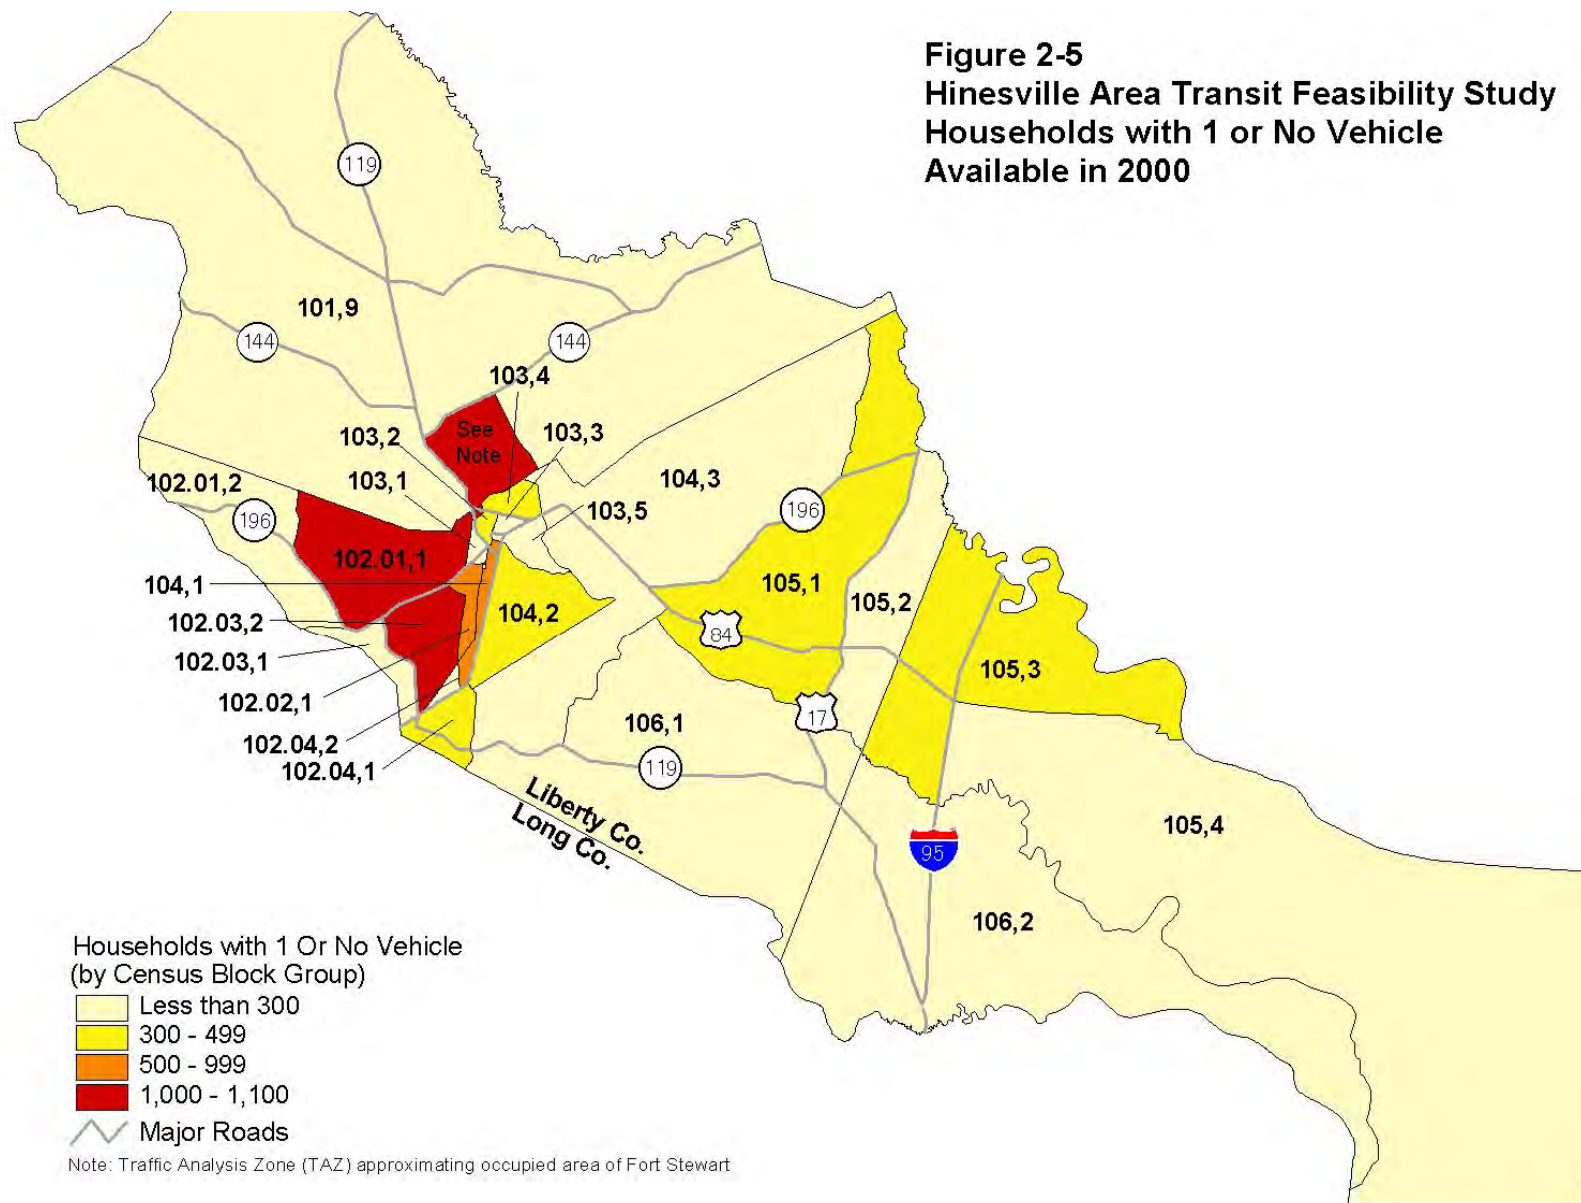 Figure 2-5
Hinesville Area Transit Feasibility Study
Households with 1 or No Vehicle
Available in 2000
119
101,9
144
144
103,4
See
Note
103,2
103,3
103,1
104,3
102.01,2
196
103,5
196
102.01,1
104,1
105,1
105,2
102.03,2
104,2
84
102.03,1
105,3
102.02,1
17
106,1
102.04,2
119
102.04,1
Liberty Co.
Long Co.
105,4
95
106,2
Households with 1 Or No Vehicle
(by Census Block Group)
Less than 300
300 - 499
500 - 999
1,000 - 1,100
Major Roads
Note: Traffic Analysis Zone (TAZ) approximating occupied area of Fort Stewart